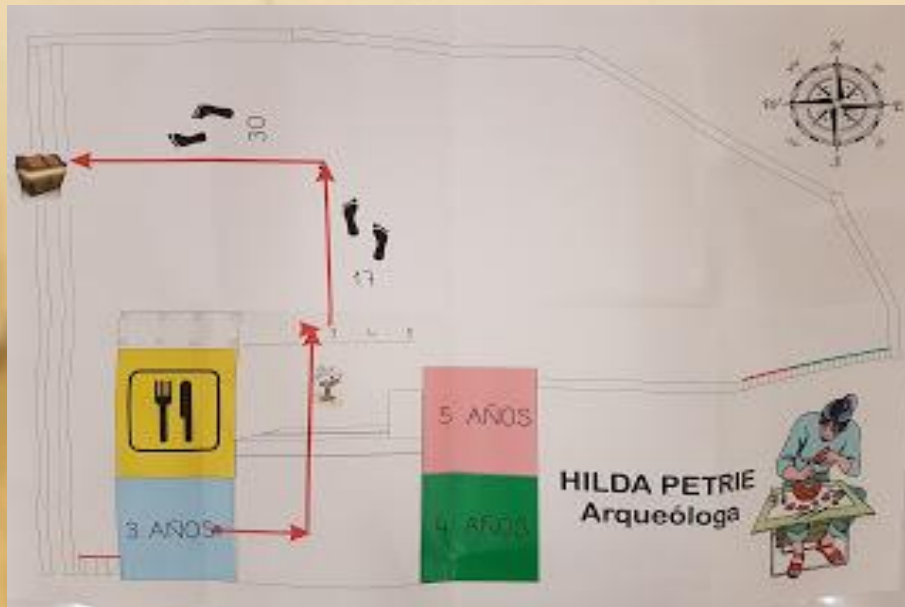 N
E
S
30
17
5 AÑOS
3 AÑOS
4 AÑOS
HILDA PETRIE
Arqueóloga